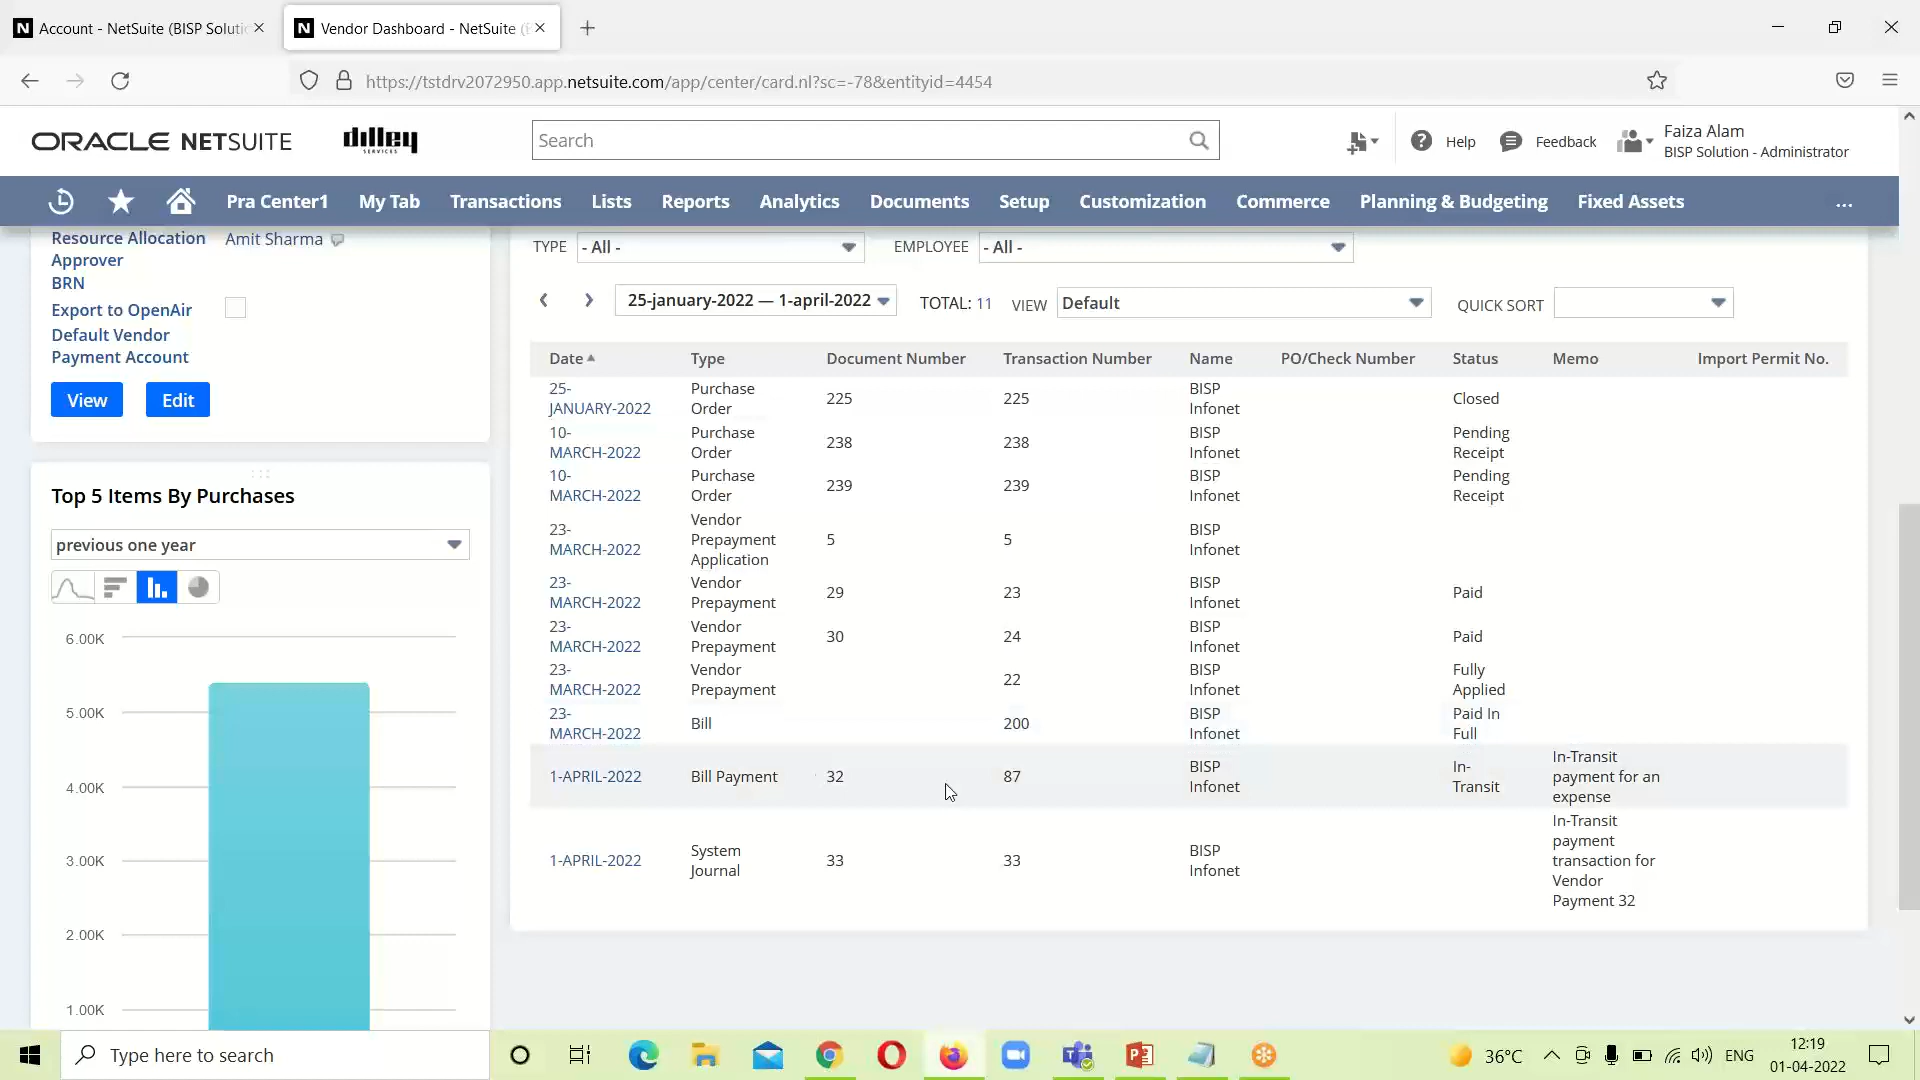 Account - NetSuite (BISP Soluti
Vendor Dashboard - NetSuite (
https://tstdrv2072950.app.netsuite.com/app/center/card.nl?sc=-78&entityid=4454
ORACLE NETSUITE
dilley
SERVICES
Search
Help
Feedback
Faiza Alam
BISP Solution - Administrator
Pra Center1 My Tab Transactions Lists Reports Analytics Documents Setup Customization Commerce Planning & Budgeting Fixed Assets ...
Resource Allocation Approver
Amit Sharma
BRN
Export to OpenAir
Default Vendor
Payment Account
View Edit
Top 5 Items By Purchases
previous one year
6.00K
5.00K
4.00K
3.00K
2.00K
1.00K
TYPE - All - EMPLOYEE - All -
25-january-2022 — 1-april-2022 TOTAL: 11 VIEW Default QUICK SORT
Date Type Document Number Transaction Number Name PO/Check Number Status Memo Import Permit No.
25-JANUARY-2022 Purchase Order 225 225 BISP Infonet Closed
10-MARCH-2022 Purchase Order 238 238 BISP Infonet Pending Receipt
10-MARCH-2022 Purchase Order 239 239 BISP Infonet Pending Receipt
23-MARCH-2022 Vendor Prepayment Application 5 5 BISP Infonet
23-MARCH-2022 Vendor Prepayment 29 23 BISP Infonet Paid
23-MARCH-2022 Vendor Prepayment 30 24 BISP Infonet Paid
23-MARCH-2022 Vendor Prepayment 22 BISP Infonet Fully Applied
23-MARCH-2022 Bill 200 BISP Infonet Paid In Full
1-APRIL-2022 Bill Payment 32 87 BISP Infonet In-Transit In-Transit payment for an expense
1-APRIL-2022 System Journal 33 33 BISP Infonet In-Transit payment transaction for Vendor Payment 32
Type here to search
36°C
ENG
12:19
01-04-2022